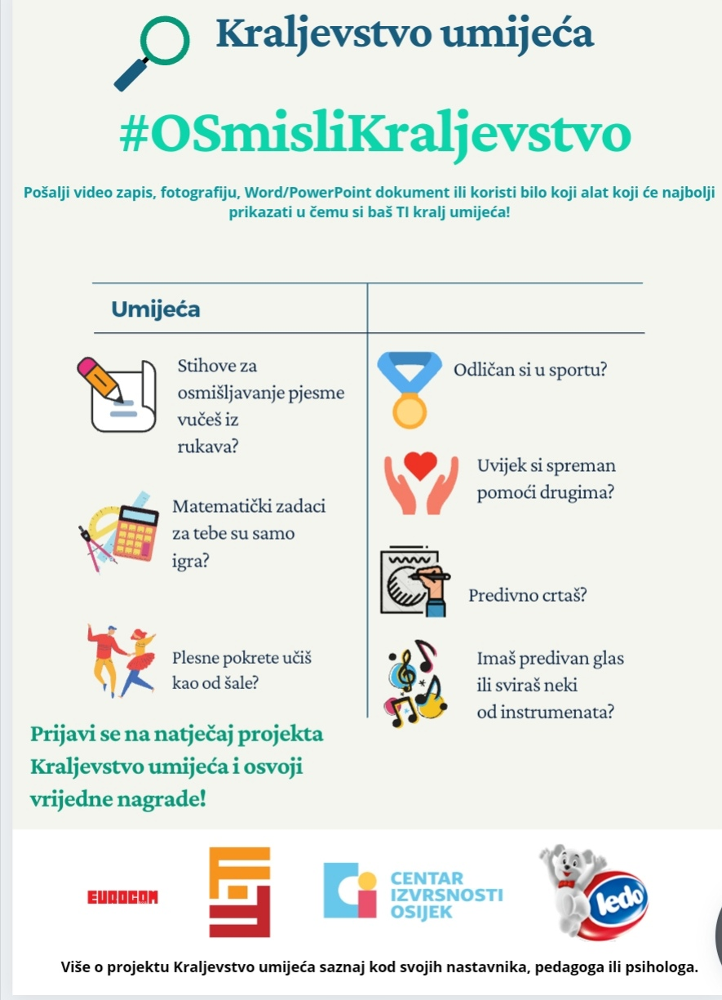 Kraljevstvo umijeća
#OSmisliKraljevstvo
Pošalji video zapis, fotografiju, Word/PowerPoint dokument ili koristi bilo koji alat koji će najbolji
prikazati u čemu si baš TI kralj umijeća!
Umijeća
Stihove za
osmišljavanje pjesme
vučeš iz
rukava?
Matematički zadaci
za tebe su samo
igra?
Plesne pokrete učiš
kao od šale?
Odličan si u sportu?
Uvijek si spreman
pomoći drugima?
Predivno crtaš?
Imaš predivan glas
ili sviraš neki
od instrumenata?
Prijavi se na natječaj projekta
Kraljevstvo umijeća i osvoji
vrijedne nagrade!
EUROCOM
CENTAR
IZVRSNOSTI
OSIJEK
ledo
Više o projektu Kraljevstvo umijeća saznaj kod svojih nastavnika, pedagoga ili psihologa.